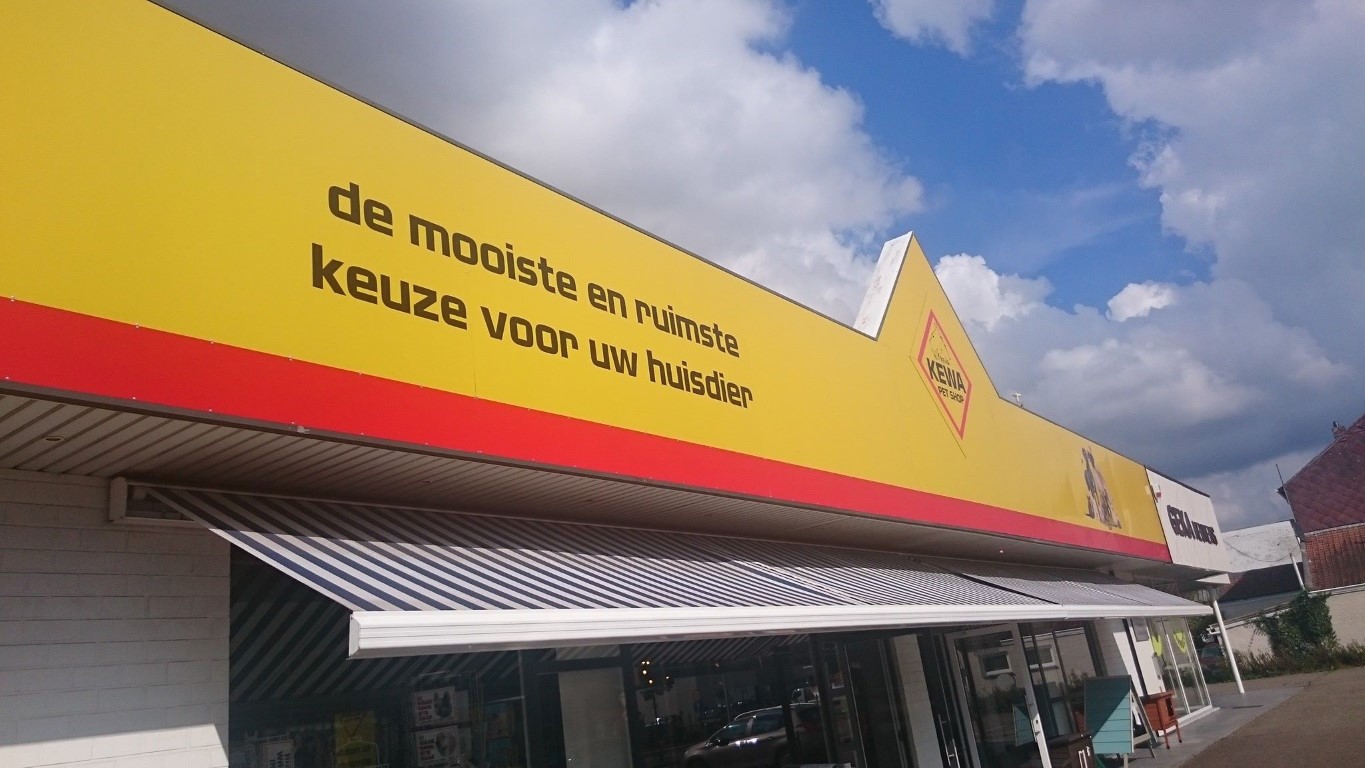 de mooiste en ruimste
keuze voor uw huisdier
KEWA
PET SHOP